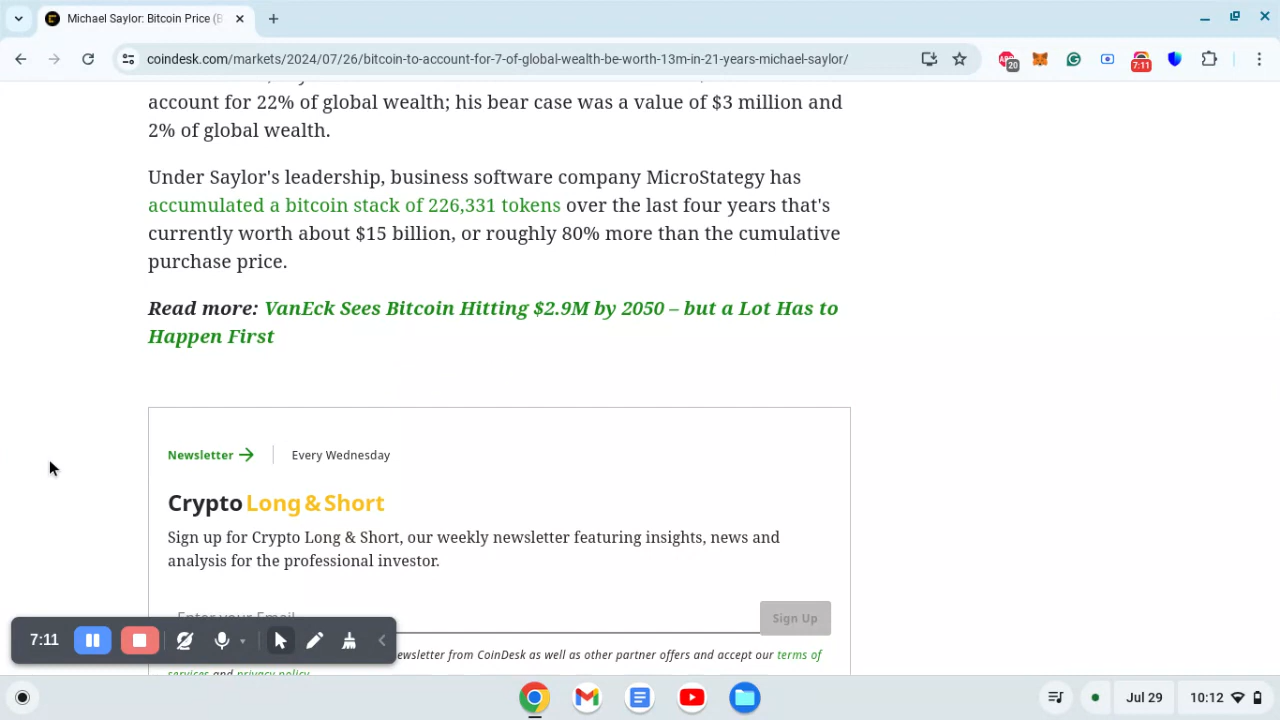 Michael Saylor: Bitcoin Price (B
coindesk.com/markets/2024/07/26/bitcoin-to-account-for-7-of-global-wealth-be-worth-13m-in-21-years-michael-saylor/
20
7:11
account for 22% of global wealth; his bear case was a value of $3 million and
2% of global wealth.
Under Saylor's leadership, business software company MicroStategy has
accumulated a bitcoin stack of 226,331 tokens over the last four years that's
currently worth about $15 billion, or roughly 80% more than the cumulative
purchase price.
Read more: VanEck Sees Bitcoin Hitting $2.9M by 2050 – but a Lot Has to
Happen First
Newsletter → | Every Wednesday
Crypto Long & Short
Sign up for Crypto Long & Short, our weekly newsletter featuring insights, news and
analysis for the professional investor.
Enter your Email
Sign Up
7:11
ewsletter from CoinDesk as well as other partner offers and accept our terms of
services and privacy policy.
Jul 29
10:12